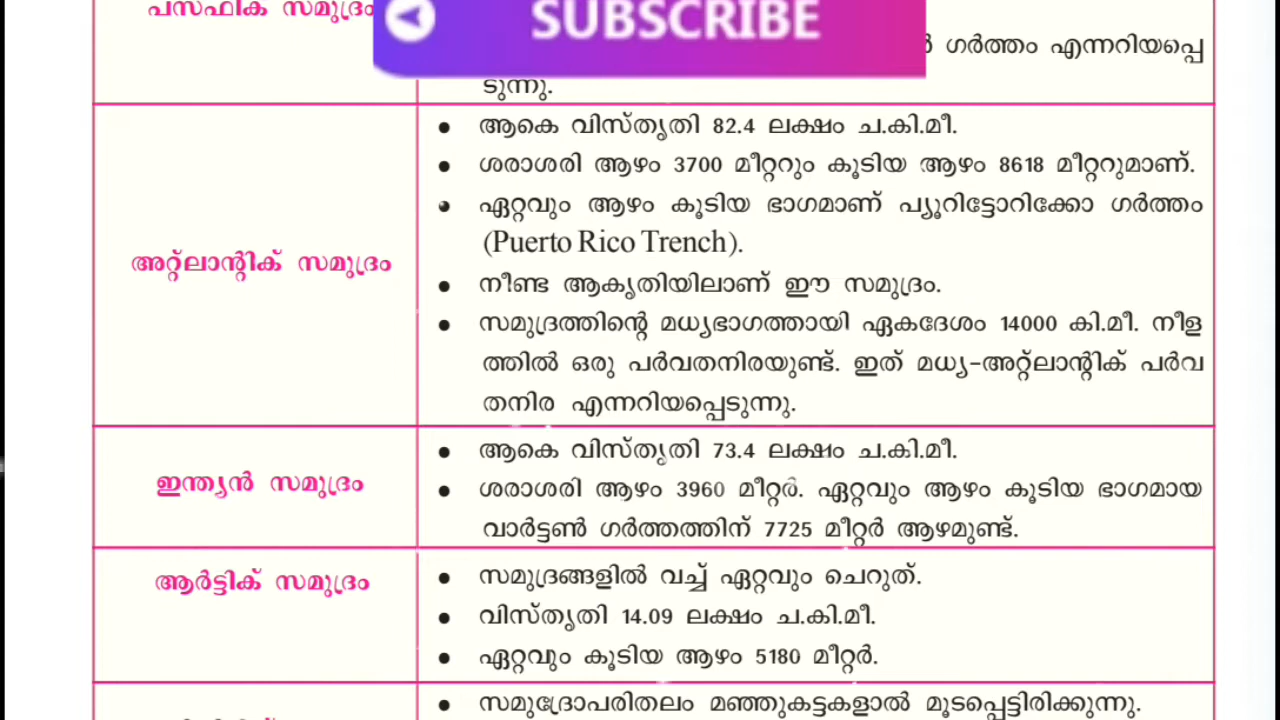 പസഫിക് സമുദ്രം
SUBSCRIBE
ഗർത്തം എന്നറിയപ്പെ
ടുന്നു.
അറ്റ്ലാന്റിക് സമുദ്രം
● ആകെ വിസ്തൃതി 82.4 ലക്ഷം ച.കി.മീ.
● ശരാശരി ആഴം 3700 മീറ്ററും കൂടിയ ആഴം 8618 മീറ്ററുമാണ്.
● ഏറ്റവും ആഴം കൂടിയ ഭാഗമാണ് പ്യൂറിട്ടോറിക്കോ ഗർത്തം
(Puerto Rico Trench).
● നീണ്ട ആകൃതിയിലാണ് ഈ സമുദ്രം.
● സമുദ്രത്തിന്റെ മധ്യഭാഗത്തായി ഏകദേശം 14000 കി.മീ. നീള
ത്തിൽ ഒരു പർവതനിരയുണ്ട്. ഇത് മധ്യ-അറ്റ്ലാന്റിക് പർവ
തനിര എന്നറിയപ്പെടുന്നു.
ഇന്ത്യൻ സമുദ്രം
● ആകെ വിസ്തൃതി 73.4 ലക്ഷം ച.കി.മീ.
● ശരാശരി ആഴം 3960 മീറ്റർ. ഏറ്റവും ആഴം കൂടിയ ഭാഗമായ
വാർട്ടൺ ഗർത്തത്തിന് 7725 മീറ്റർ ആഴമുണ്ട്.
ആർട്ടിക് സമുദ്രം
● സമുദ്രങ്ങളിൽ വച്ച് ഏറ്റവും ചെറുത്.
● വിസ്തൃതി 14.09 ലക്ഷം ച.കി.മീ.
● ഏറ്റവും കൂടിയ ആഴം 5180 മീറ്റർ.
● സമുദ്രോപരിതലം മഞ്ഞുകട്ടകളാൽ മൂടപ്പെട്ടിരിക്കുന്നു.